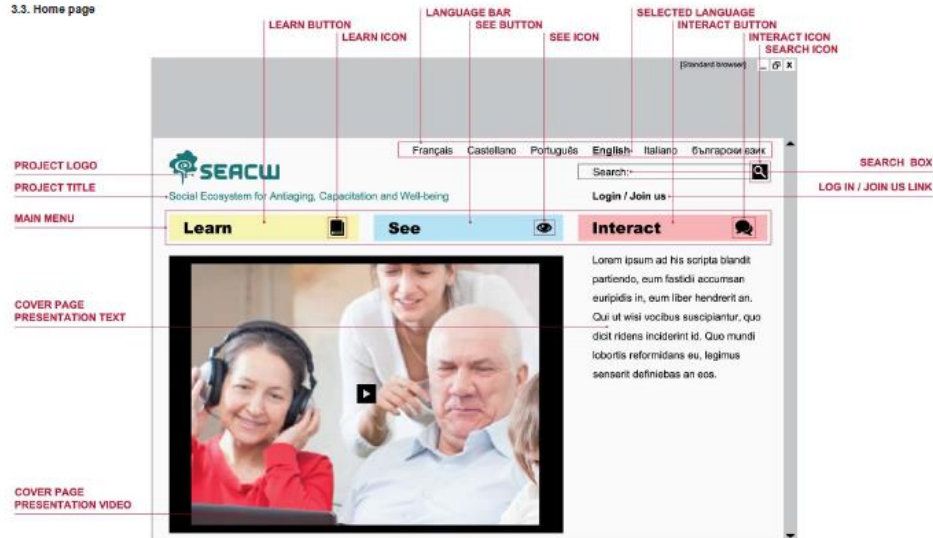 3.3. Home page
LANGUAGE BAR
SELECTED LANGUAGE
LEARN BUTTON
SEE BUTTON
INTERACT BUTTON
LEARN ICON
SEE ICON
INTERACT ICON
SEARCH ICON
[Standard browser]
Français Castellano Português English Italiano български език
PROJECT LOGO
SEACW
Search:
SEARCH BOX
PROJECT TITLE
Social Ecosystem for Antiaging, Capacitation and Well-being
Login / Join us
LOG IN / JOIN US LINK
MAIN MENU
Learn
See
Interact
Lorem ipsum ad his scripta blandit
partiendo, eum fastidii accumsan
euripidis in, eum liber hendrerit an.
Qui ut wisi vocibus suscipiantur, quo
dicit ridens inciderint id. Quo mundi
lobortis reformidans eu, legimus
senserit definiebas an eos.
COVER PAGE
PRESENTATION TEXT
COVER PAGE
PRESENTATION VIDEO